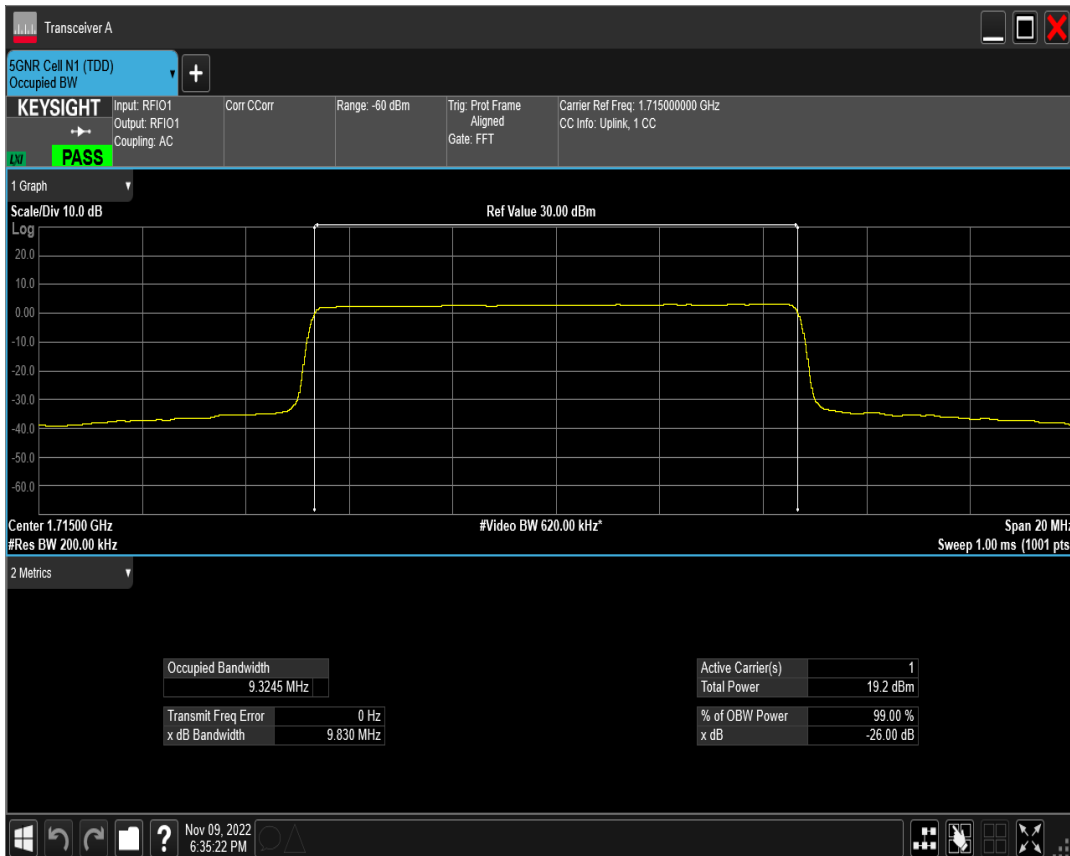 Transceiver A
5GNR Cell N1 (TDD)
Occupied BW
+
KEYSIGHT
LXI
PASS
Input: RFIO1
Output: RFIO1
Coupling: AC
Corr CCorr
Range: -60 dBm
Trig: Prot Frame
Aligned
Gate: FFT
Carrier Ref Freq: 1.715000000 GHz
CC Info: Uplink, 1 CC
1 Graph
Scale/Div 10.0 dB
Ref Value 30.00 dBm
Log
20.0
10.0
0.00
-10.0
-20.0
-30.0
-40.0
-50.0
-60.0
Center 1.71500 GHz
#Video BW 620.00 kHz*
Span 20 MHz
#Res BW 200.00 kHz
Sweep 1.00 ms (1001 pts
2 Metrics
Occupied Bandwidth
9.3245 MHz
Transmit Freq Error 0 Hz
x dB Bandwidth 9.830 MHz
Active Carrier(s) 1
Total Power 19.2 dBm
% of OBW Power 99.00 %
x dB -26.00 dB
?
Nov 09, 2022
6:35:22 PM